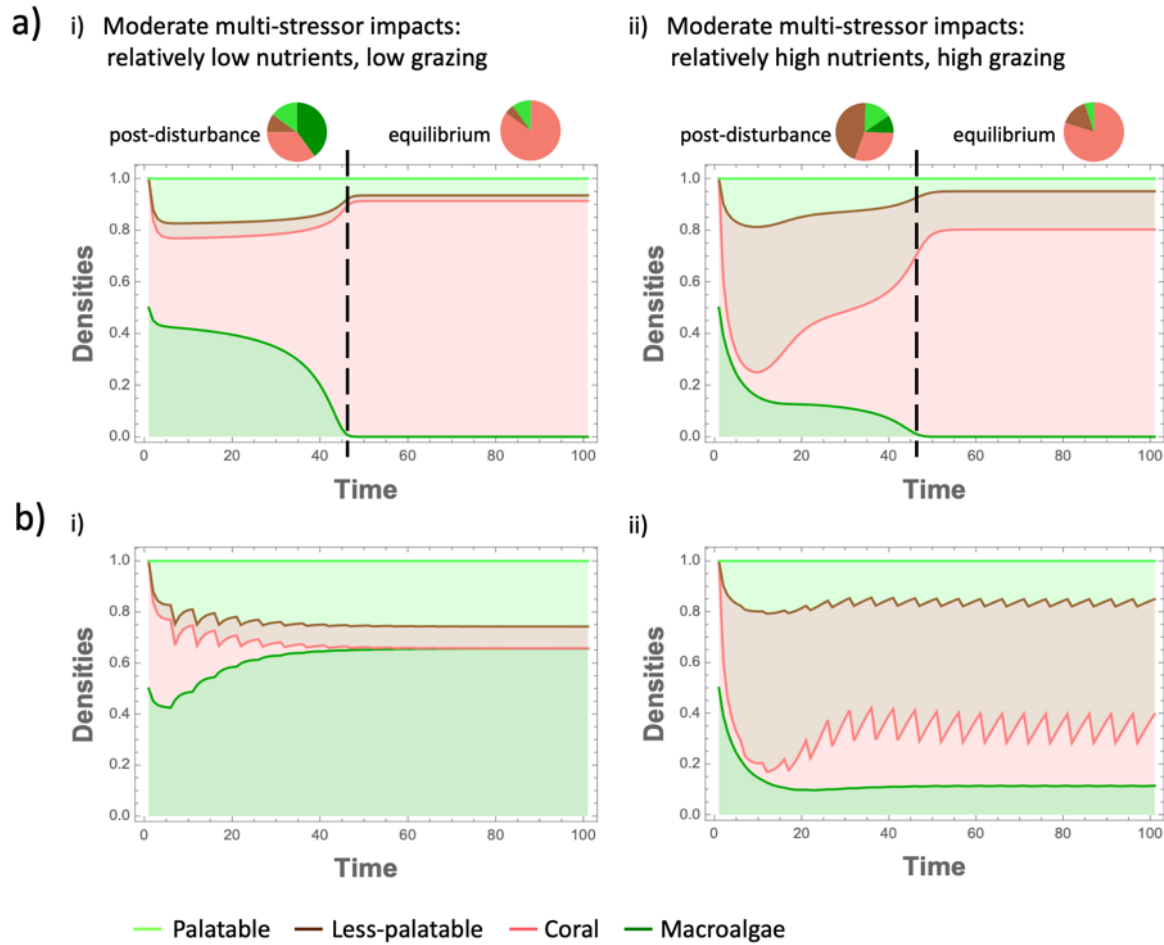 a)
i) Moderate multi-stressor impacts:
relatively low nutrients, low grazing
ii) Moderate multi-stressor impacts:
relatively high nutrients, high grazing
post-disturbance
equilibrium
post-disturbance
equilibrium
Densities
1.0
0.8
0.6
0.4
0.2
0.0
0 20 40 60 80 100
Time
Densities
1.0
0.8
0.6
0.4
0.2
0.0
0 20 40 60 80 100
Time
b)
i)
ii)
Densities
1.0
0.8
0.6
0.4
0.2
0.0
0 20 40 60 80 100
Time
Densities
1.0
0.8
0.6
0.4
0.2
0.0
0 20 40 60 80 100
Time
Palatable Less-palatable Coral Macroalgae